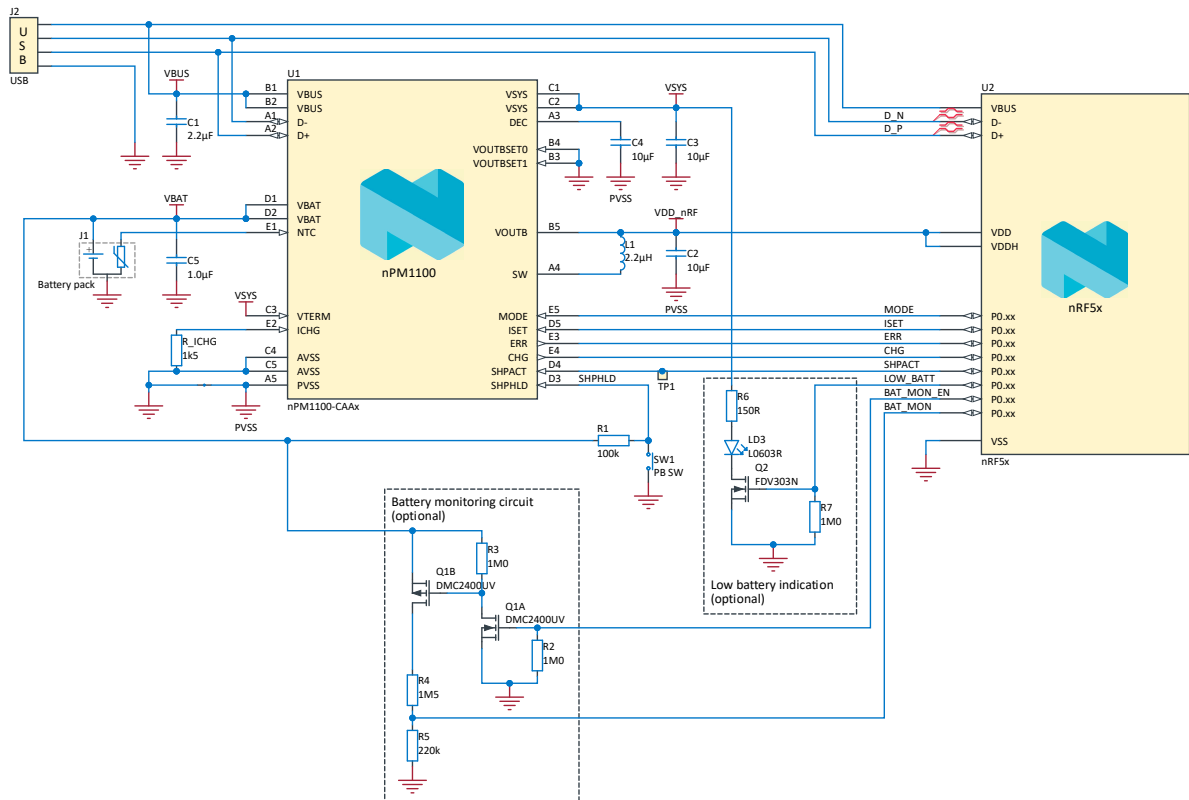 J2
U
S
B
USB
VBUS
C1
2.2µF
U1
B1 VBUS
B2 VBUS
A1 D-
A2 D+
D1 VBAT
D2 VBAT
E1 NTC
C3 VTERM
E2 ICHG
C4 AVSS
C5 AVSS
A5 PVSS
nPM1100
VSYS C1
VSYS C2
DEC A3
VOUTBSET0 B4
VOUTBSET1 B3
VOUTB B5
SW A4
MODE E5
ISET D5
ERR E3
CHG E4
SHPACT D4
SHPHLD D3
nPM1100-CAAx
VBAT
J1
+
Battery pack
C5
1.0µF
VSYS
R_ICHG
1k5
PVSS
VSYS
C4
10µF
C3
10µF
PVSS
VDD_nRF
L1
2.2µH
C2
10µF
PVSS
SHPHLD
TP1
R1
100k
SW1
PB SW
D_N
D_P
MODE
ISET
ERR
CHG
SHPACT
LOW_BATT
BAT_MON_EN
BAT_MON
U2
VBUS
D-
D+
VDD
VDDH
nRF5x
P0.xx
P0.xx
P0.xx
P0.xx
P0.xx
P0.xx
P0.xx
P0.xx
VSS
nRF5x
R6
150R
LD3
L0603R
Q2
FDV303N
R7
1M0
Low battery indication
(optional)
Battery monitoring circuit
(optional)
R3
1M0
Q1B
DMC2400UV
Q1A
DMC2400UV
R2
1M0
R4
1M5
R5
220k